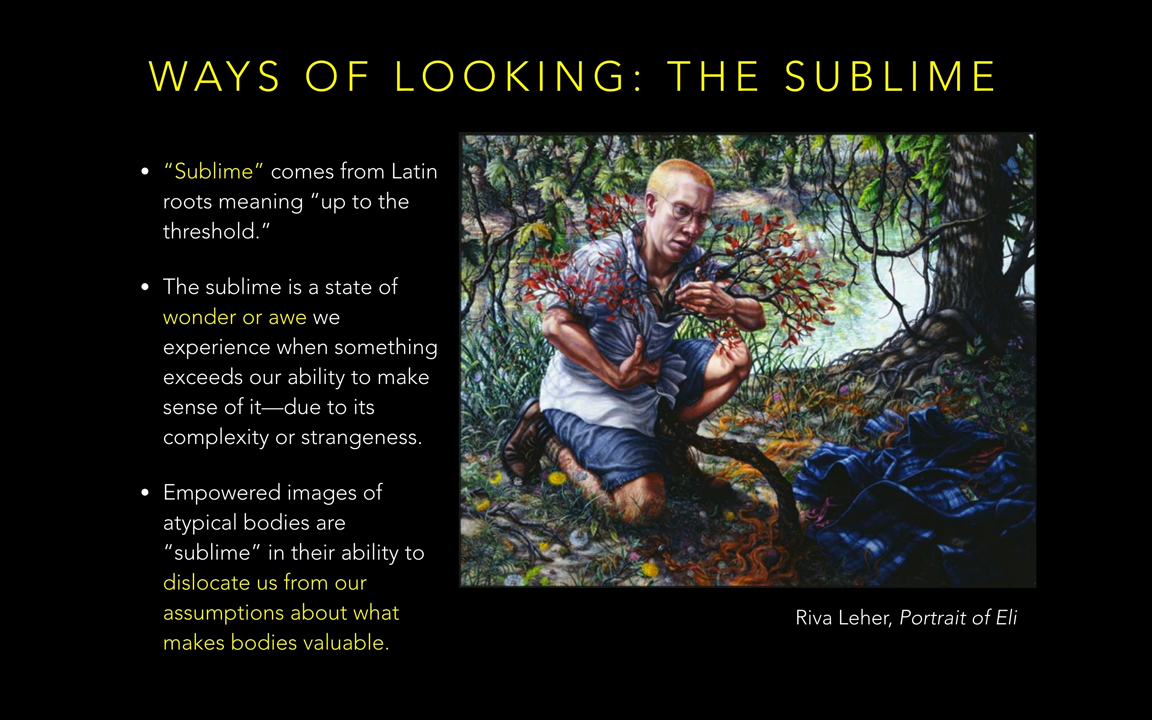 WAYS OF LOOKING: THE SUBLIME
• “Sublime” comes from Latin
roots meaning “up to the
threshold.”
• The sublime is a state of
wonder or awe we
experience when something
exceeds our ability to make
sense of it—due to its
complexity or strangeness.
• Empowered images of
atypical bodies are
“sublime” in their ability to
dislocate us from our
assumptions about what
makes bodies valuable.
Riva Leher, Portrait of Eli